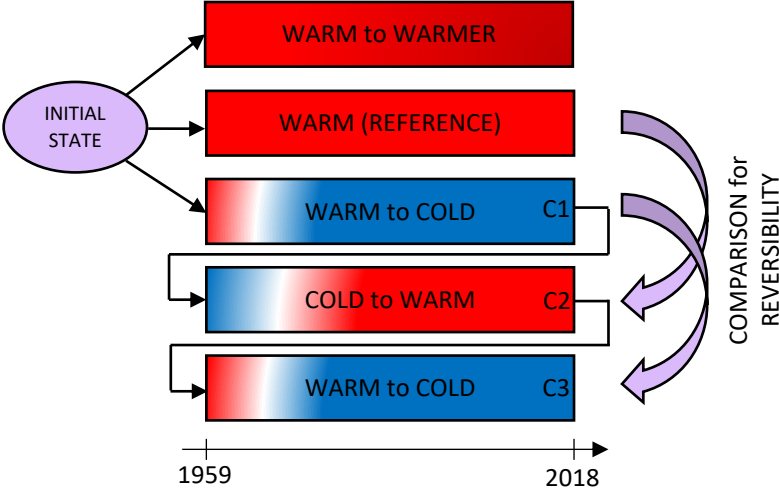 WARM to WARMER
INITIAL
STATE
WARM (REFERENCE)
WARM to COLD C1
COLD to WARM C2
WARM to COLD C3
COMPARISON for
REVERSIBILITY
1959 2018